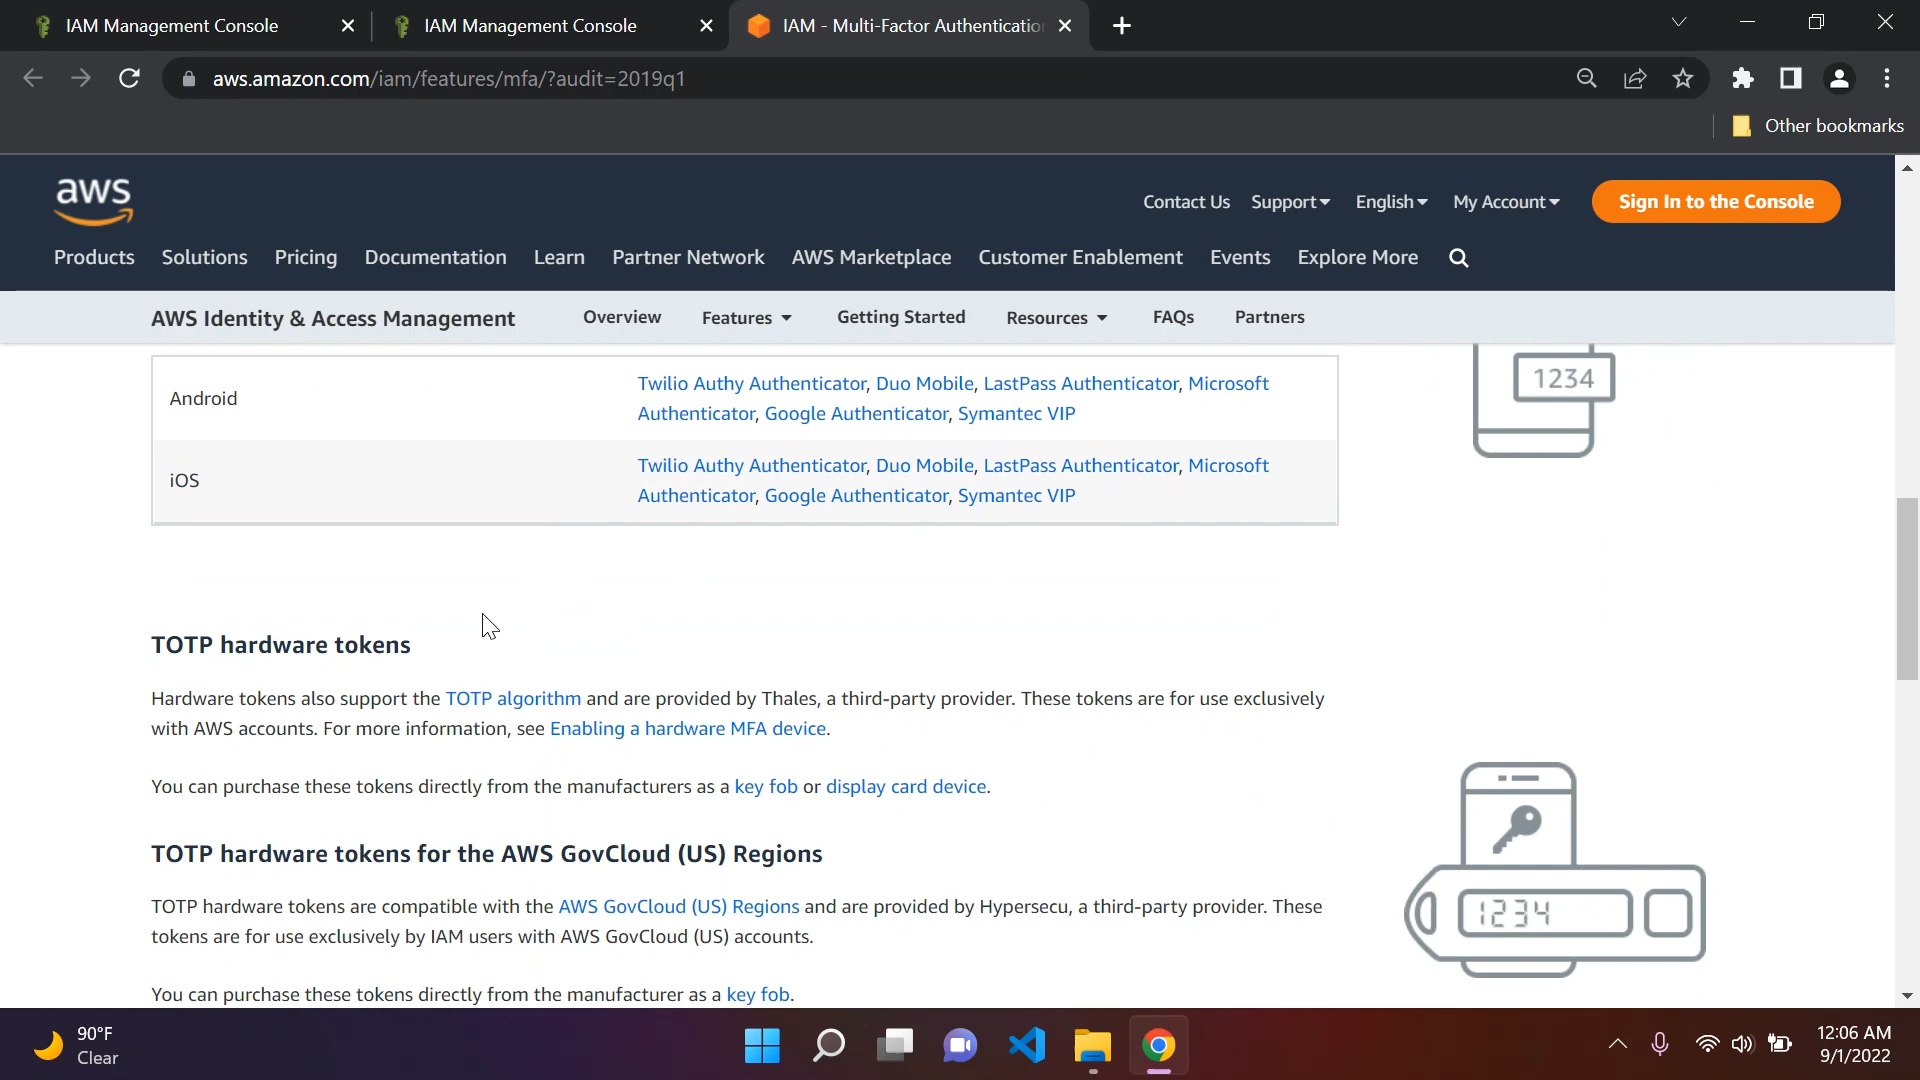 IAM Management Console
IAM Management Console
IAM - Multi-Factor Authentication
aws.amazon.com/iam/features/mfa/?audit=2019q1
Other bookmarks
aws
Contact Us Support English My Account Sign In to the Console
Products Solutions Pricing Documentation Learn Partner Network AWS Marketplace Customer Enablement Events Explore More
AWS Identity & Access Management Overview Features Getting Started Resources FAQs Partners
Android
Twilio Authy Authenticator, Duo Mobile, LastPass Authenticator, Microsoft
Authenticator, Google Authenticator, Symantec VIP
iOS
Twilio Authy Authenticator, Duo Mobile, LastPass Authenticator, Microsoft
Authenticator, Google Authenticator, Symantec VIP
1234
TOTP hardware tokens
Hardware tokens also support the TOTP algorithm and are provided by Thales, a third-party provider. These tokens are for use exclusively
with AWS accounts. For more information, see Enabling a hardware MFA device.
You can purchase these tokens directly from the manufacturers as a key fob or display card device.
TOTP hardware tokens for the AWS GovCloud (US) Regions
TOTP hardware tokens are compatible with the AWS GovCloud (US) Regions and are provided by Hypersecu, a third-party provider. These
tokens are for use exclusively by IAM users with AWS GovCloud (US) accounts.
You can purchase these tokens directly from the manufacturer as a key fob.
1234
90°F
Clear
12:06 AM
9/1/2022